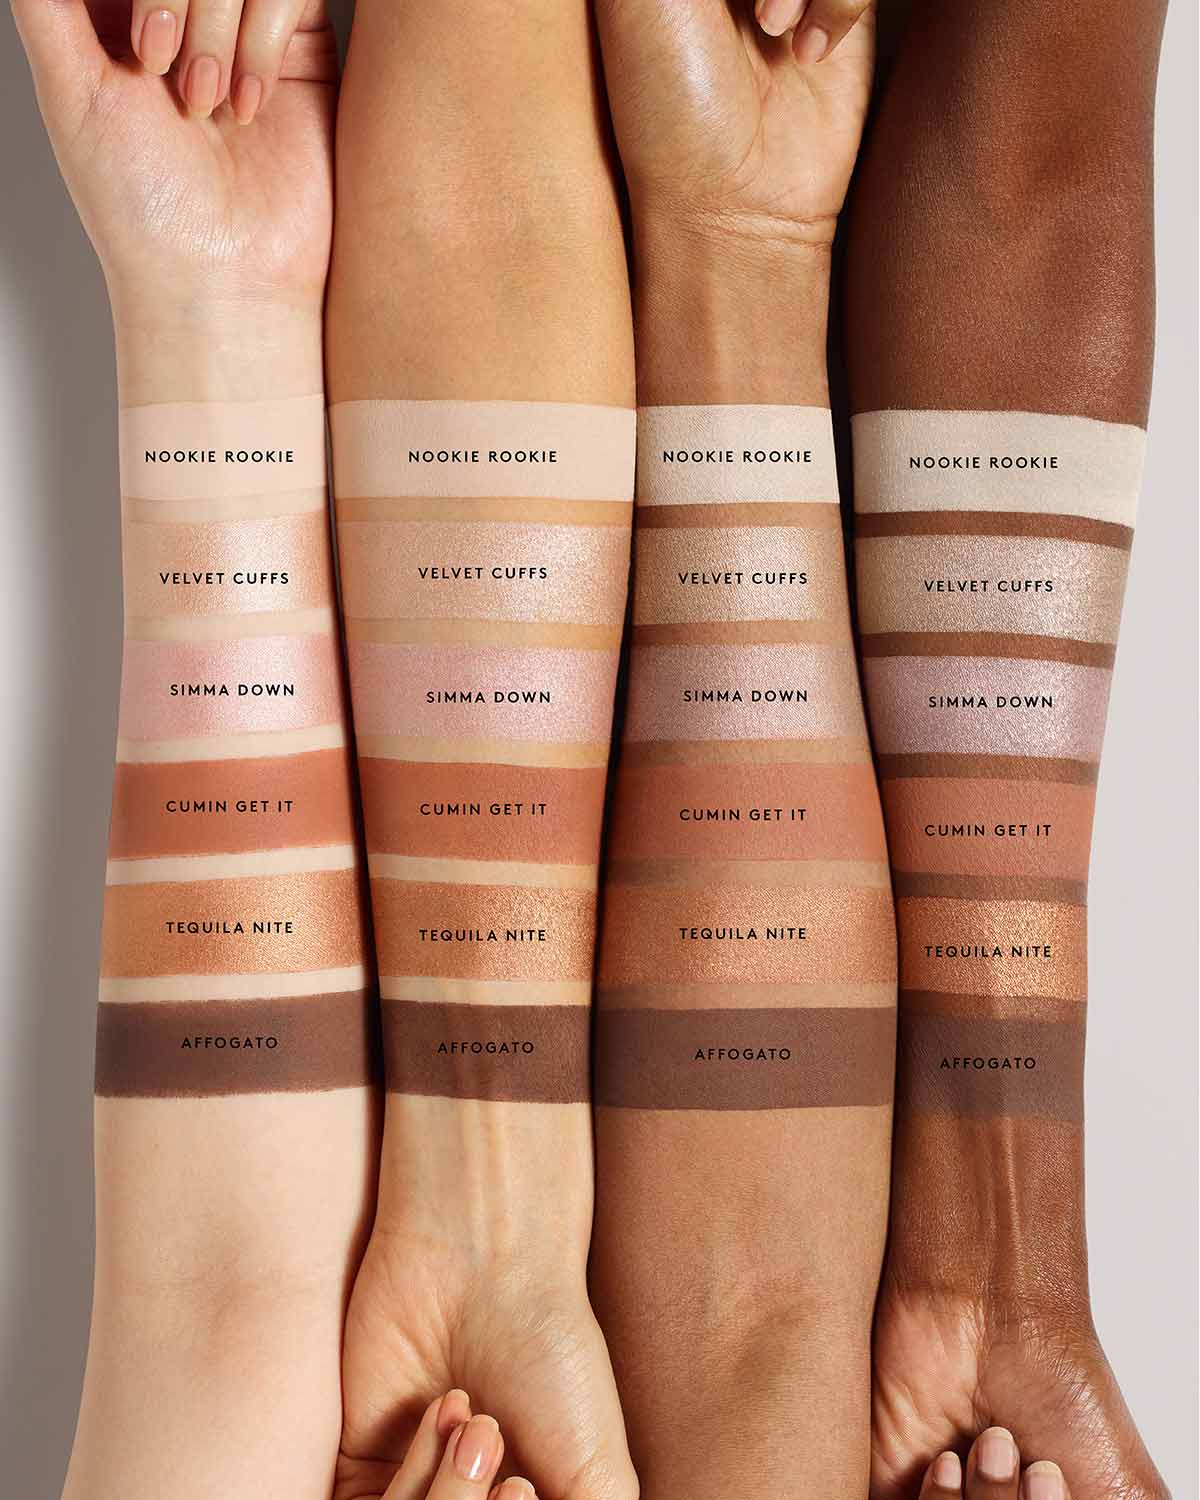 NOOKIE ROOKIE NOOKIE ROOKIE NOOKIE ROOKIE NOOKIE ROOKIE
VELVET CUFFS VELVET CUFFS VELVET CUFFS VELVET CUFFS
SIMMA DOWN SIMMA DOWN SIMMA DOWN SIMMA DOWN
CUMIN GET IT CUMIN GET IT CUMIN GET IT CUMIN GET IT
TEQUILA NITE TEQUILA NITE TEQUILA NITE TEQUILA NITE
AFFOGATO AFFOGATO AFFOGATO AFFOGATO